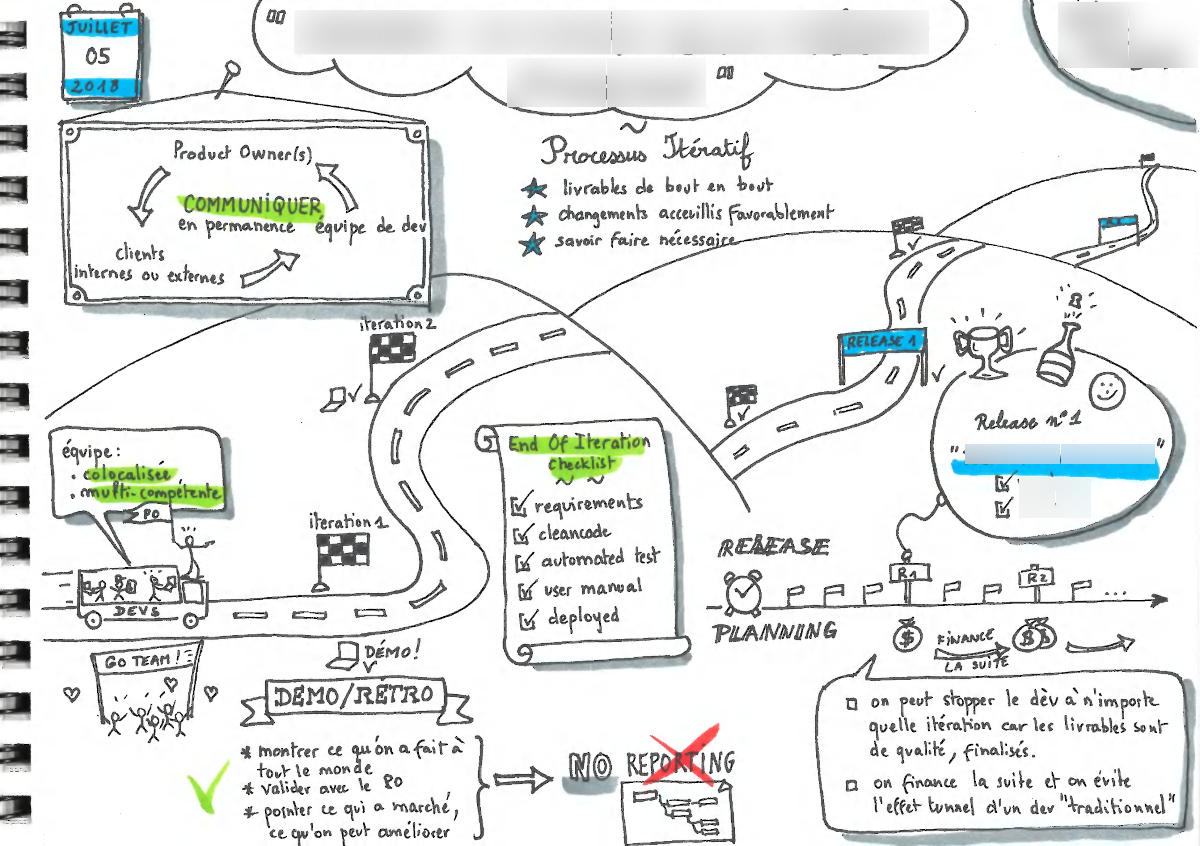 JUILLET
05
2018
Product Owner(s)
COMMUNIQUER
en permanence
équipe de dev
clients
internes ou externes
Processus Itératif
livrables de bout en bout
changements acceuillis favorablement
savoir faire nécessaire
iteration 2
RELEASE 1
équipe:
. colocalisée
. multi-compétente
PO
DEVS
iteration 1
End Of Iteration
checklist
requirements
cleancode
automated test
user manual
deployed
Release n°1
" "
RELEASE
PLANNING
R1
R2
...
$
FINANCE
LA SUITE
$ $
GO TEAM!
DÉMO!
DEMO/RÉTRO
* montrer ce qu'on a fait à
tout le monde
* valider avec le PO
* pointer ce qui a marché,
ce qu'on peut améliorer
NO REPORTING
on peut stopper le dèv à n'importe
quelle itération car les livrables sont
de qualité, finalisés.
on finance la suite et on évite
l'effet tunnel d'un dev "traditionnel"